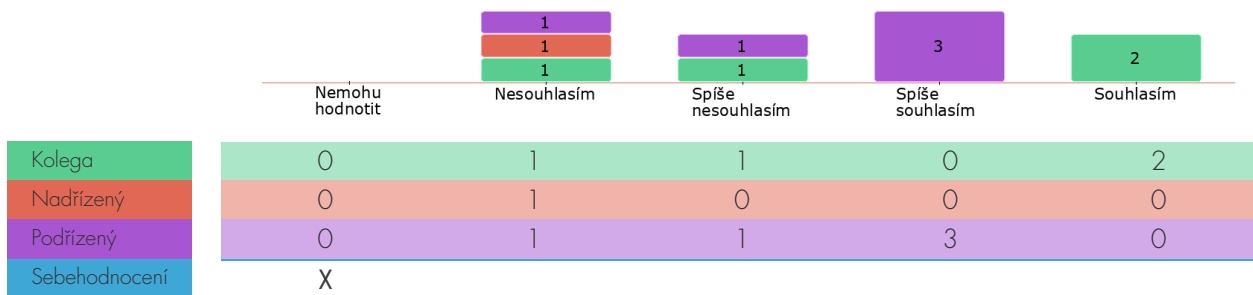 1
1 1 3
1 1 2
Nemohu hodnotit Nesouhlasím Spíše nesouhlasím Spíše souhlasím Souhlasím
Kolega 0 1 1 0 2
Nadřízený 0 1 0 0 0
Podřízený 0 1 1 3 0
Sebehodnocení X